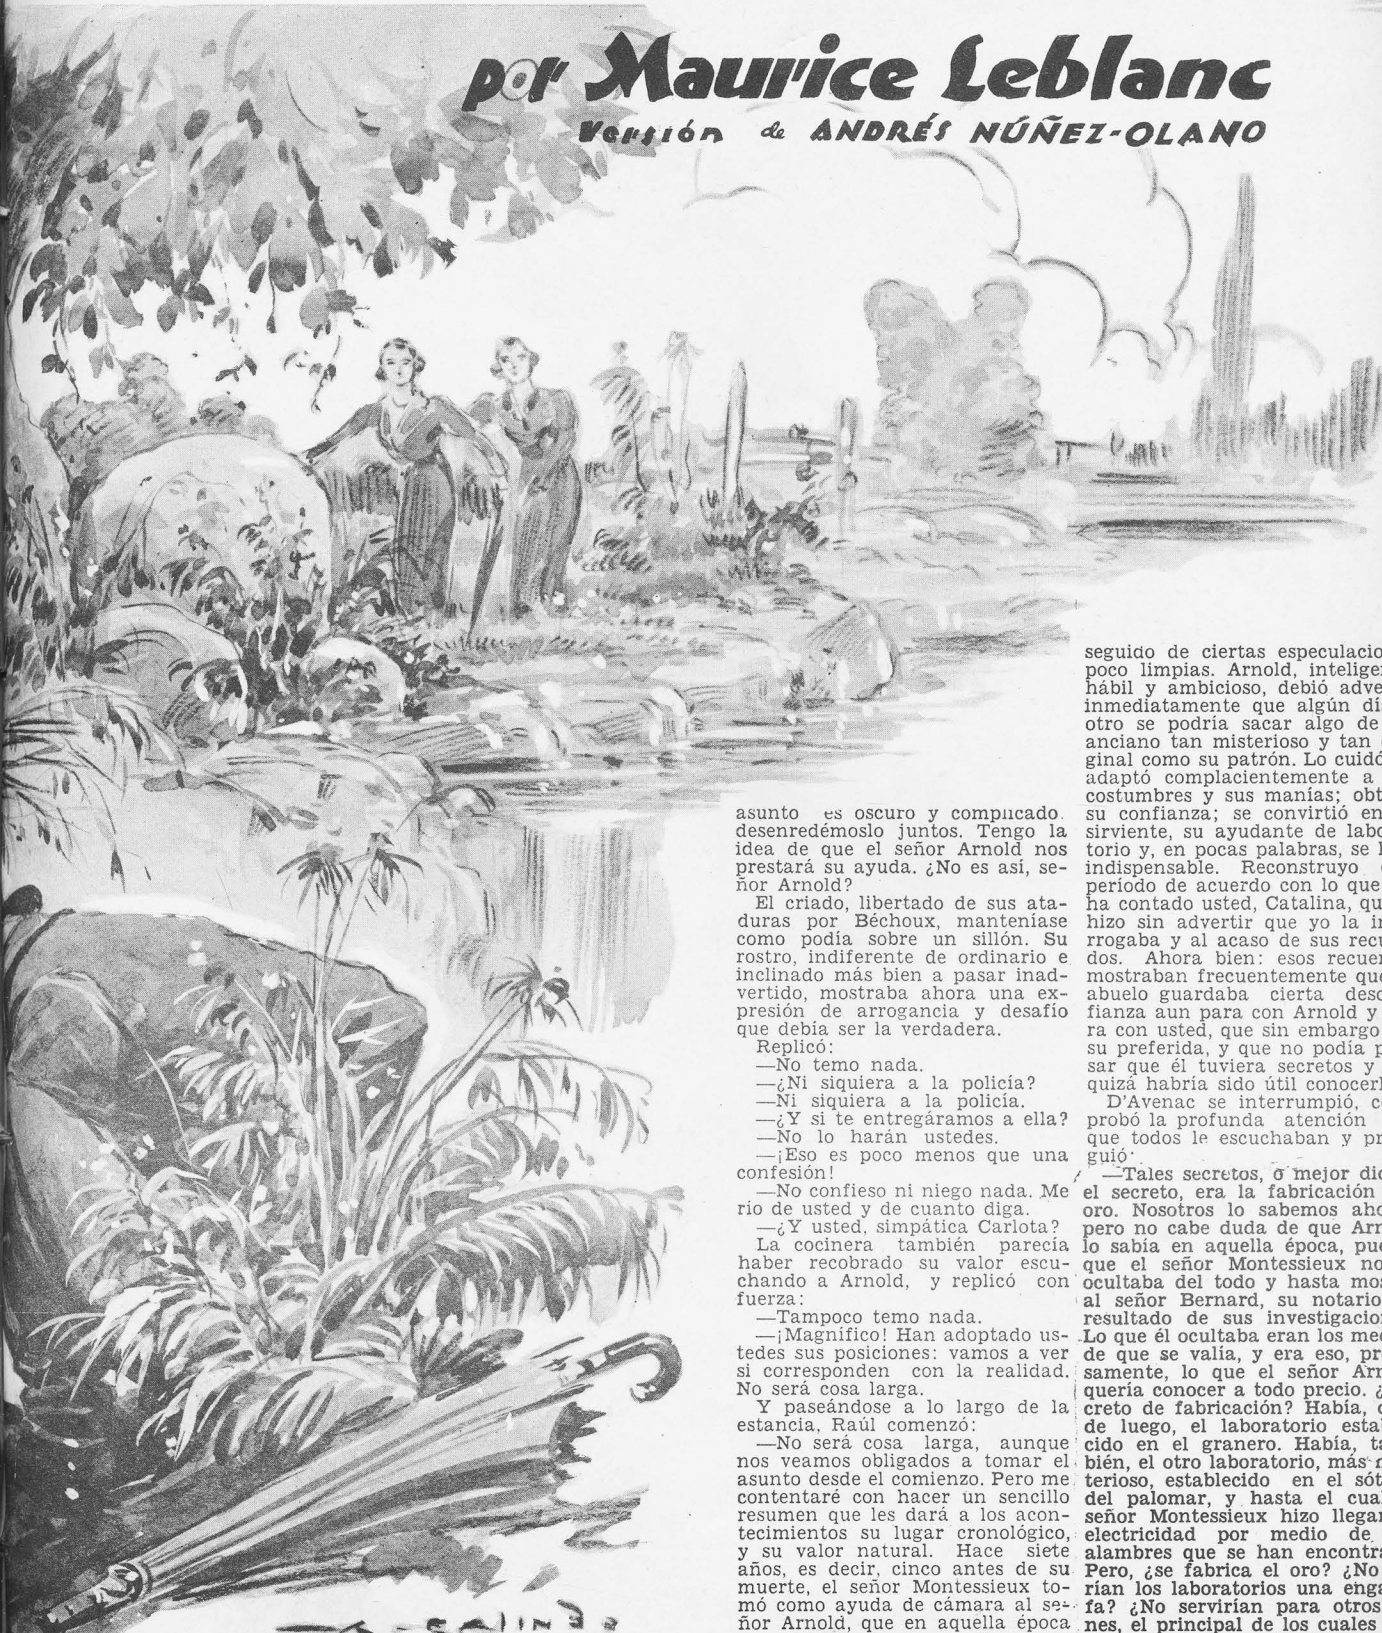 por Maurice Leblanc
Versión de ANDRÉS NÚÑEZ-OLANO
asunto es oscuro y complicado.
desenredémoslo juntos. Tengo la
idea de que el señor Arnold nos
prestará su ayuda. ¿No es así, se-
ñor Arnold?
El criado, libertado de sus ata-
duras por Béchoux, manteníase
como podía sobre un sillón. Su
rostro, indiferente de ordinario e
inclinado más bien a pasar inad-
vertido, mostraba ahora una ex-
presión de arrogancia y desafío
que debía ser la verdadera.
Replicó:
—No temo nada.
—¿Ni siquiera a la policía?
—Ni siquiera a la policía.
—¿Y si te entregáramos a ella?
—No lo harán ustedes.
—¡Eso es poco menos que una
confesión!
—No confieso ni niego nada. Me
río de usted y de cuanto diga.
—¿Y usted, simpática Carlota?
La cocinera también parecía
haber recobrado su valor escu-
chando a Arnold, y replicó con
fuerza:
—Tampoco temo nada.
—¡Magnífico! Han adoptado us-
tedes sus posiciones: vamos a ver
si corresponden con la realidad.
No será cosa larga.
Y paseándose a lo largo de la
estancia, Raúl comenzó:
—No será cosa larga, aunque
nos veamos obligados a tomar el
asunto desde el comienzo. Pero me
contentaré con hacer un sencillo
resumen que les dará a los acon-
tecimientos su lugar cronológico,
y su valor natural. Hace siete
años, es decir, cinco antes de su
muerte, el señor Montessieux to-
mó como ayuda de cámara al se-
ñor Arnold, que en aquella época
seguido de ciertas especulacio
poco limpias. Arnold, intelige
hábil y ambicioso, debió adve
inmediatamente que algún dí
otro se podría sacar algo de
anciano tan misterioso y tan
ginal como su patrón. Lo cuidó
adaptó complacientemente a
costumbres y sus manías; obt
su confianza; se convirtió en
sirviente, su ayudante de labo
torio y, en pocas palabras, se
indispensable. Reconstruyo
período de acuerdo con lo que
ha contado usted, Catalina, qu
hizo sin advertir que yo la in
rrogaba y al acaso de sus recu
dos. Ahora bien: esos recuer
mostraban frecuentemente que
abuelo guardaba cierta desc
fianza aun para con Arnold y
ra con usted, que sin embargo
su preferida, y que no podía p
sar que él tuviera secretos y
quizá habría sido útil conocerl
D'Avenac se interrumpió, c
probó la profunda atención
que todos le escuchaban y pr
guió:
—Tales secretos, o mejor dic
el secreto, era la fabricación
oro. Nosotros lo sabemos aho
pero no cabe duda de que Arn
lo sabía en aquella época, pue
que el señor Montessieux no
ocultaba del todo y hasta mos
al señor Bernard, su notario
resultado de sus investigacion
Lo que él ocultaba eran los med
de que se valía, y era eso, pr
samente, lo que el señor Arn
quería conocer a todo precio. ¿
creto de fabricación? Había,
de luego, el laboratorio esta
cido en el granero. Había, ta
bién, el otro laboratorio, más
terioso, establecido en el sót
del palomar, y hasta el cua
señor Montessieux hizo llegar
electricidad por medio de
alambres que se han encontra
Pero, ¿se fabrica el oro? ¿No
rían los laboratorios una enga
fa? ¿No servirían para otros
nes, el principal de los cuales